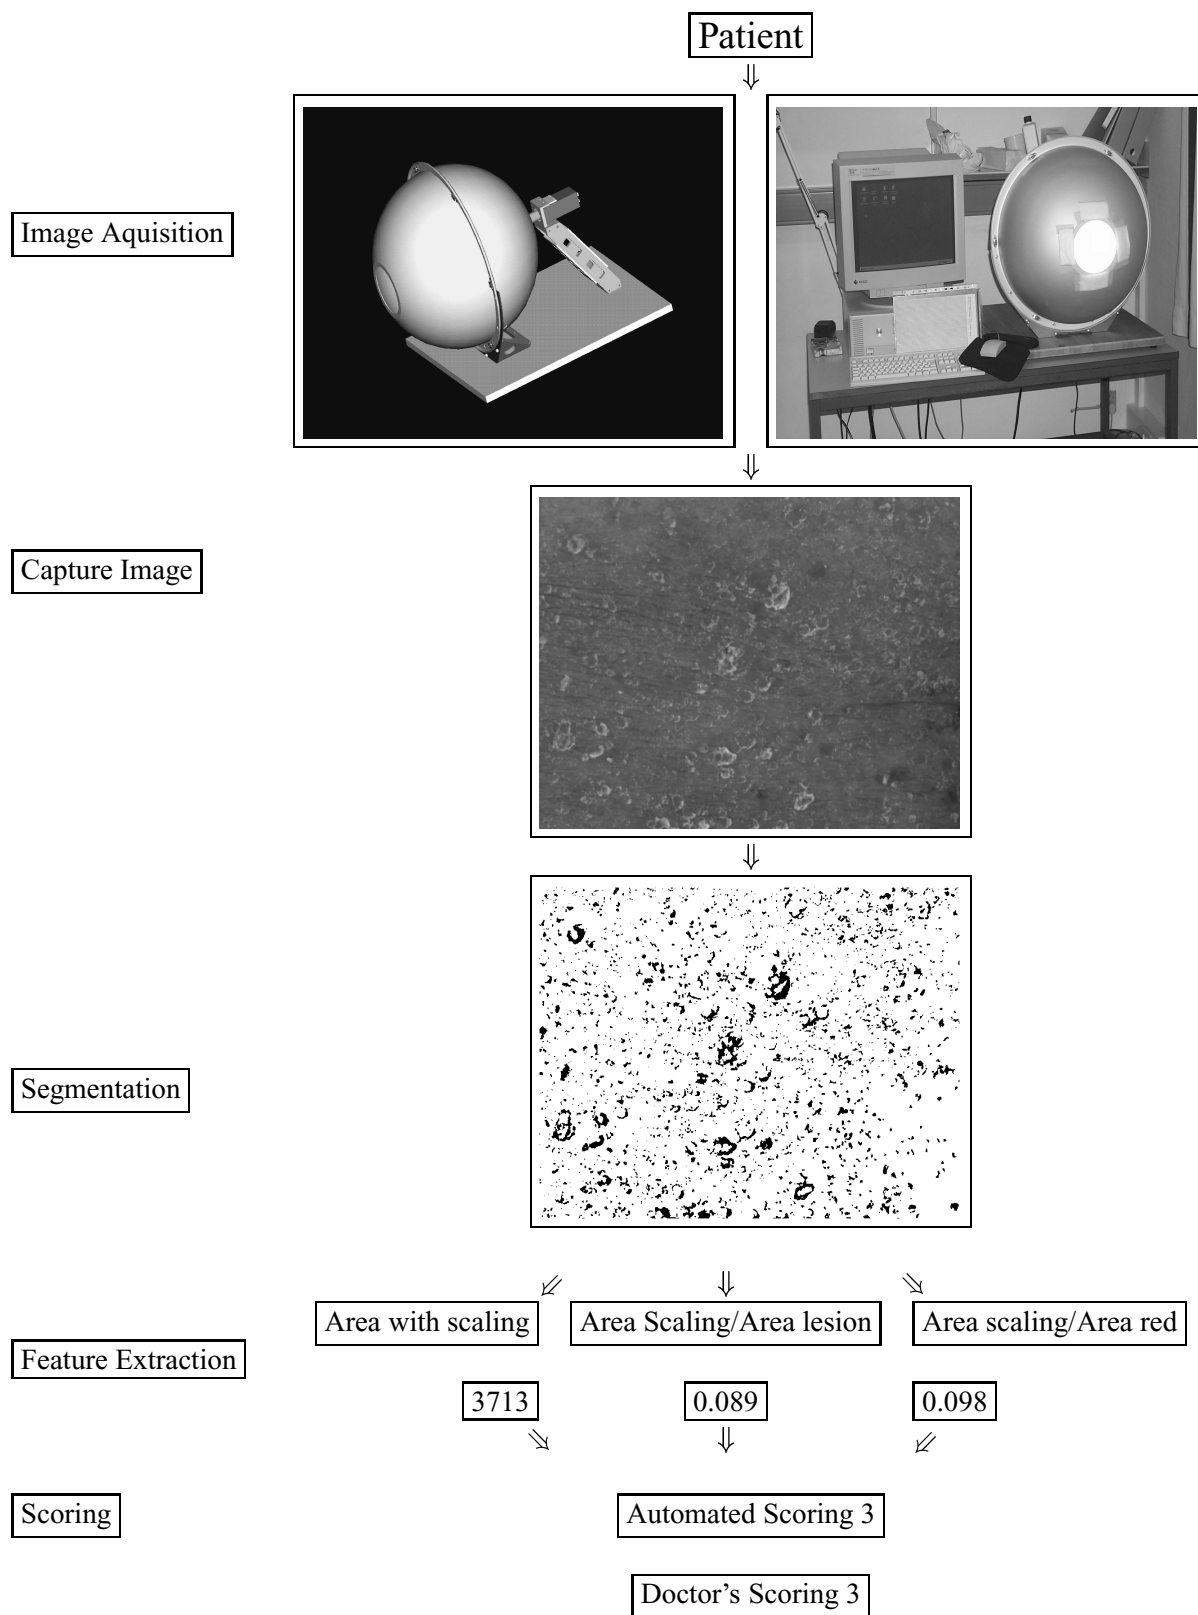 Patient
⇓
Image Aquisition
⇓
Capture Image
⇓
Segmentation
⇙ ⇓ ⇘
Area with scaling Area Scaling/Area lesion Area scaling/Area red
Feature Extraction
3713 0.089 0.098
⇘ ⇓ ⇙
Scoring Automated Scoring 3
Doctor’s Scoring 3